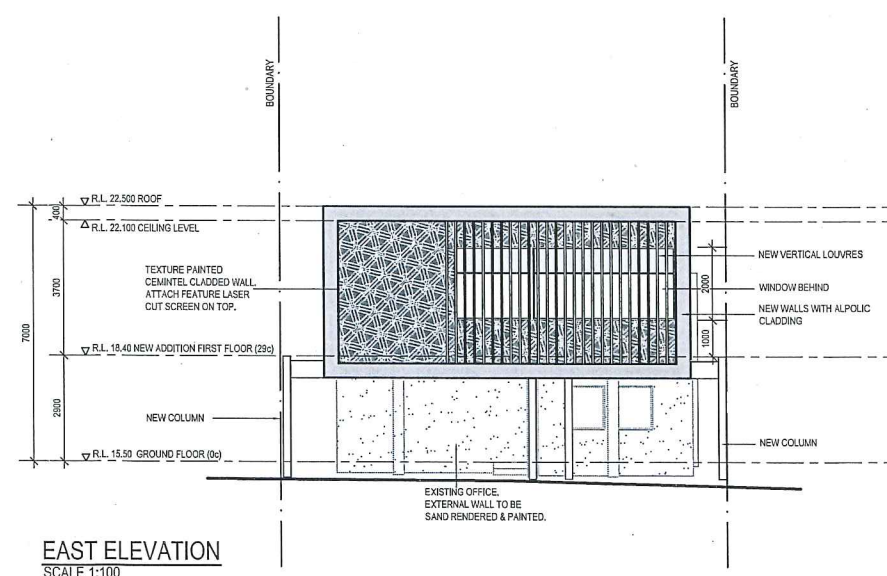 BOUNDARY
BOUNDARY
R.L. 22.500 ROOF
400
R.L. 22.100 CEILING LEVEL
TEXTURE PAINTED
CEMINTEL CLADDED WALL.
ATTACH FEATURE LASER
CUT SCREEN ON TOP.
3700
7000
NEW VERTICAL LOUVRES
2000
WINDOW BEHIND
NEW WALLS WITH ALPOLIC
CLADDING
1000
R.L. 18.40 NEW ADDITION FIRST FLOOR (29c)
2900
NEW COLUMN
NEW COLUMN
R.L. 15.50 GROUND FLOOR (0c)
EXISTING OFFICE.
EXTERNAL WALL TO BE
SAND RENDERED & PAINTED.
EAST ELEVATION
SCALE 1:100